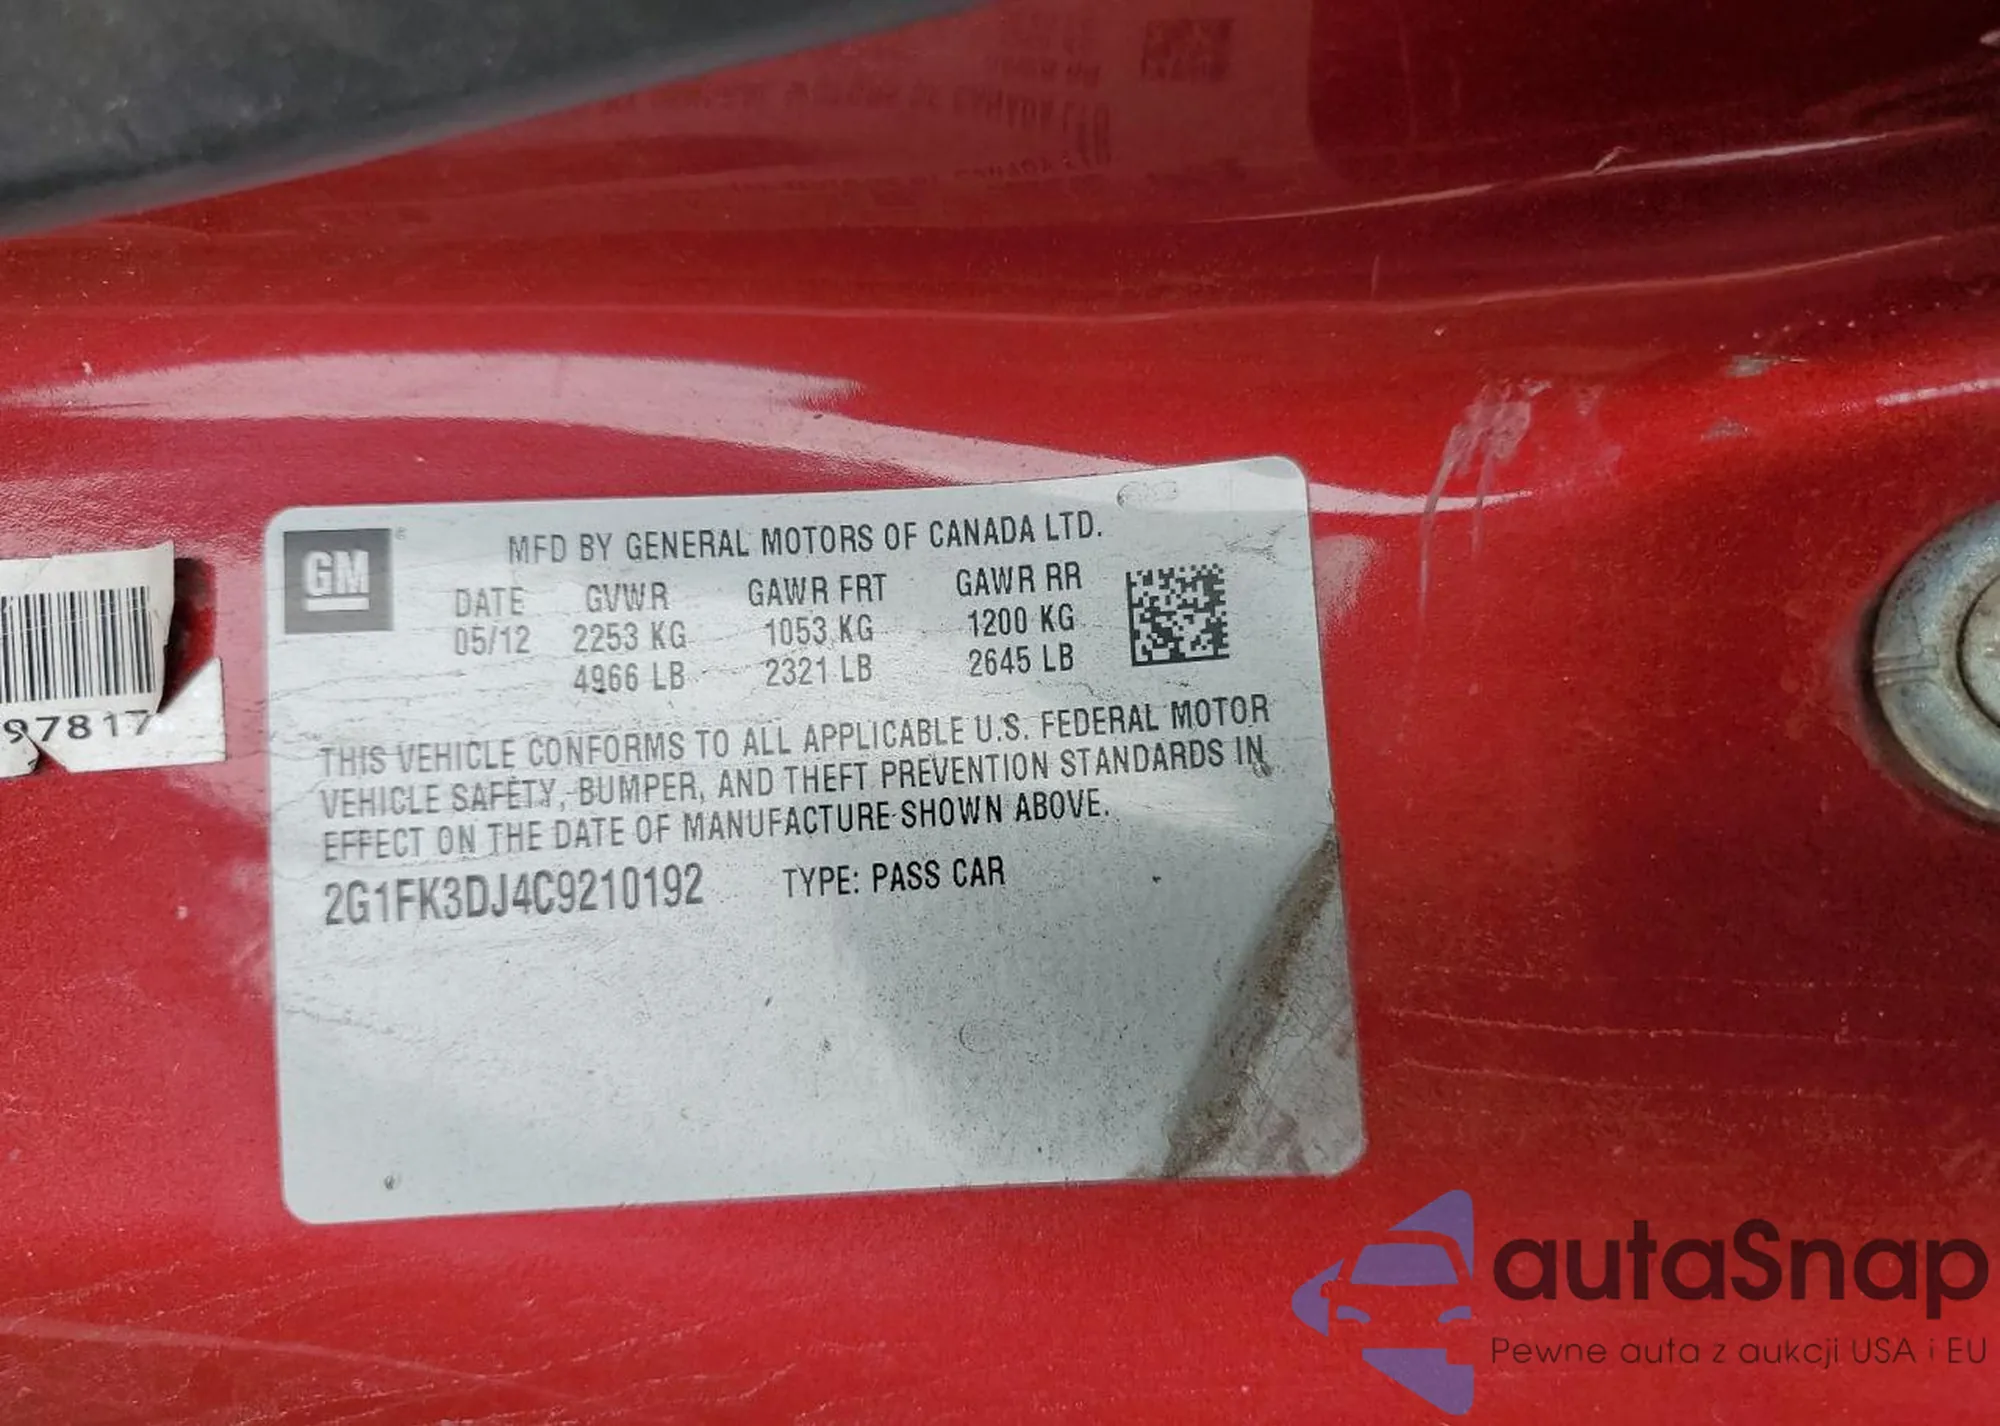 GM
MFD BY GENERAL MOTORS OF CANADA LTD.
DATE GVWR GAWR FRT GAWR RR
05/12 2253 KG 1053 KG 1200 KG
4966 LB 2321 LB 2645 LB
THIS VEHICLE CONFORMS TO ALL APPLICABLE U.S. FEDERAL MOTOR
VEHICLE SAFETY, BUMPER, AND THEFT PREVENTION STANDARDS IN
EFFECT ON THE DATE OF MANUFACTURE SHOWN ABOVE.
2G1FK3DJ4C9210192 TYPE: PASS CAR
97817
autaSnap
Pewne auta z aukcji USA i EU